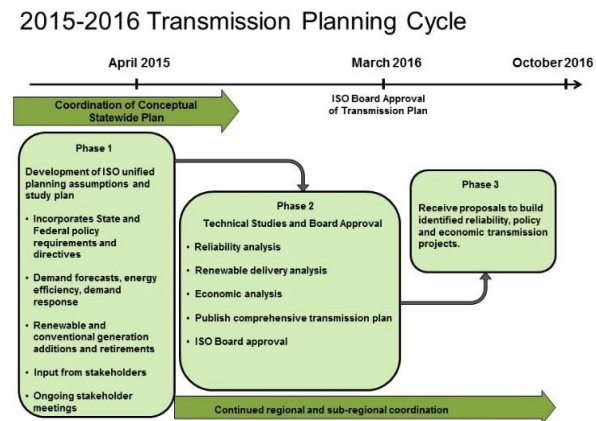 2015-2016 Transmission Planning Cycle
April 2015
March 2016
October 2016
Coordination of Conceptual
Statewide Plan
ISO Board Approval
of Transmission Plan
Phase 1
Development of ISO unified
planning assumptions and
study plan
• Incorporates State and
Federal policy
requirements and
directives
• Demand forecasts, energy
efficiency, demand
response
• Renewable and
conventional generation
additions and retirements
• Input from stakeholders
• Ongoing stakeholder
meetings
Phase 2
Technical Studies and Board Approval
• Reliability analysis
• Renewable delivery analysis
• Economic analysis
• Publish comprehensive transmission plan
• ISO Board approval
Phase 3
Receive proposals to build
identified reliability, policy
and economic transmission
projects.
Continued regional and sub-regional coordination